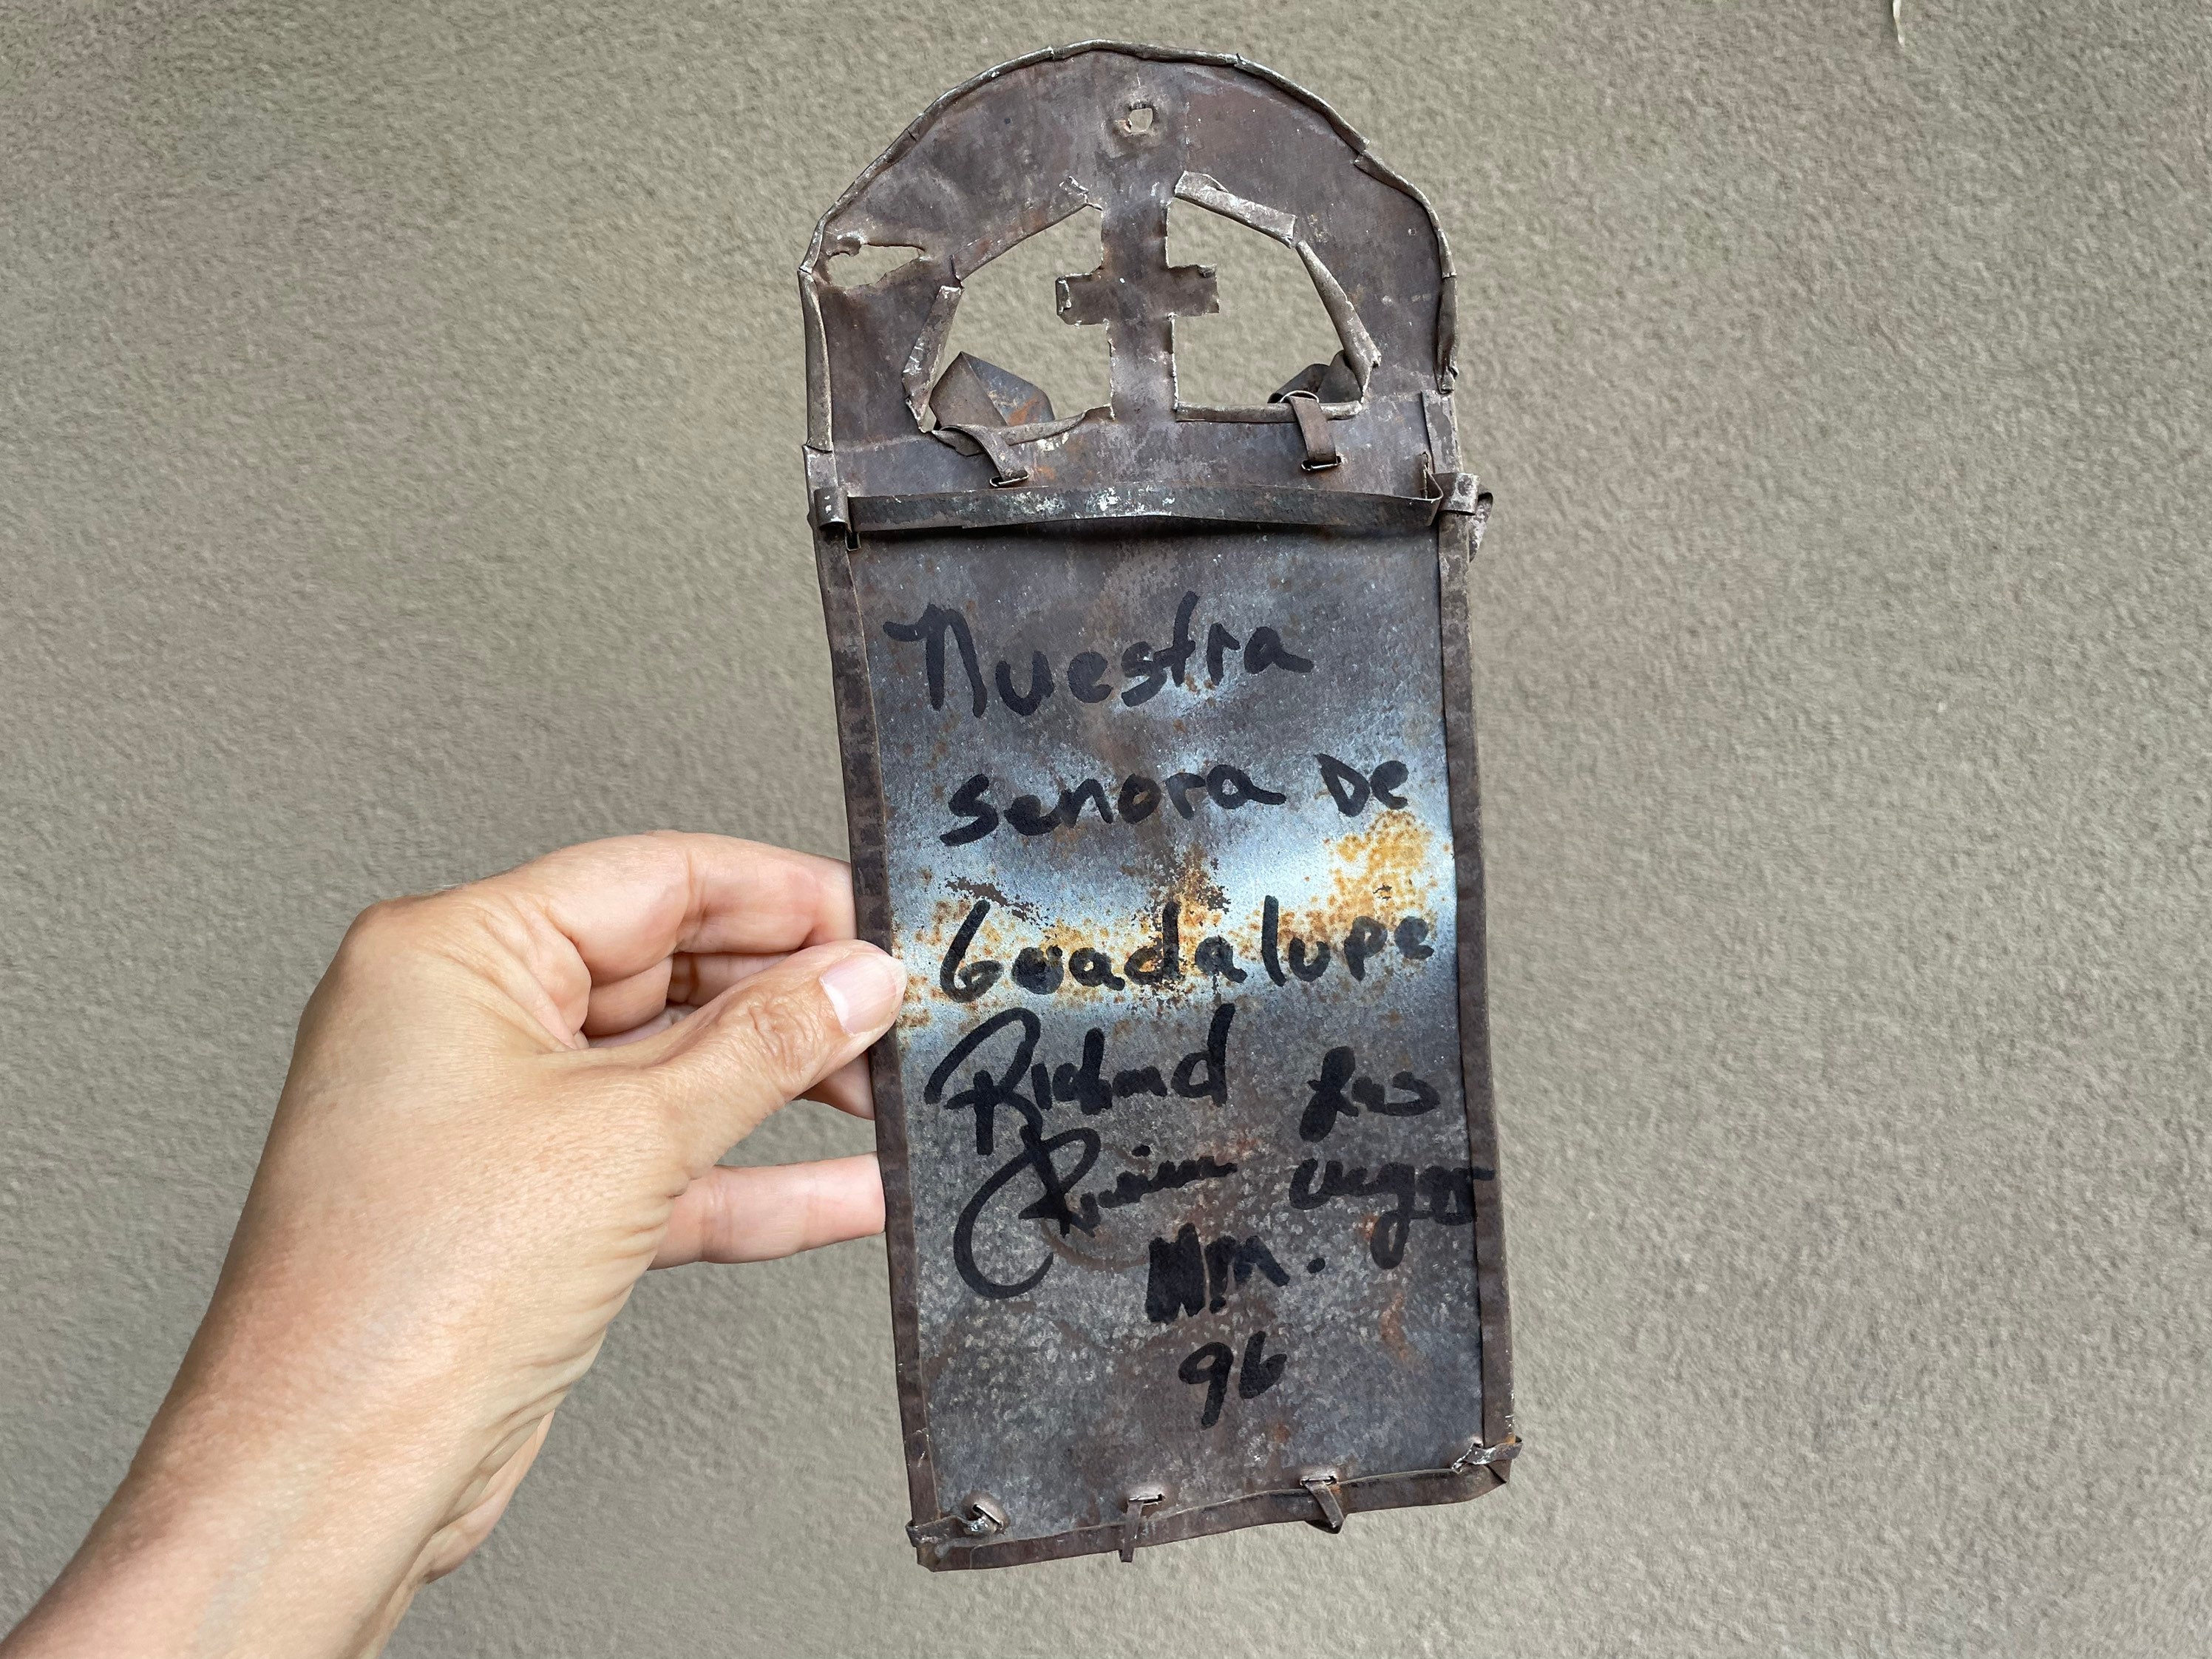 Nuestra
senora De
Guadalupe
Richard Las
vegas
NM.
96